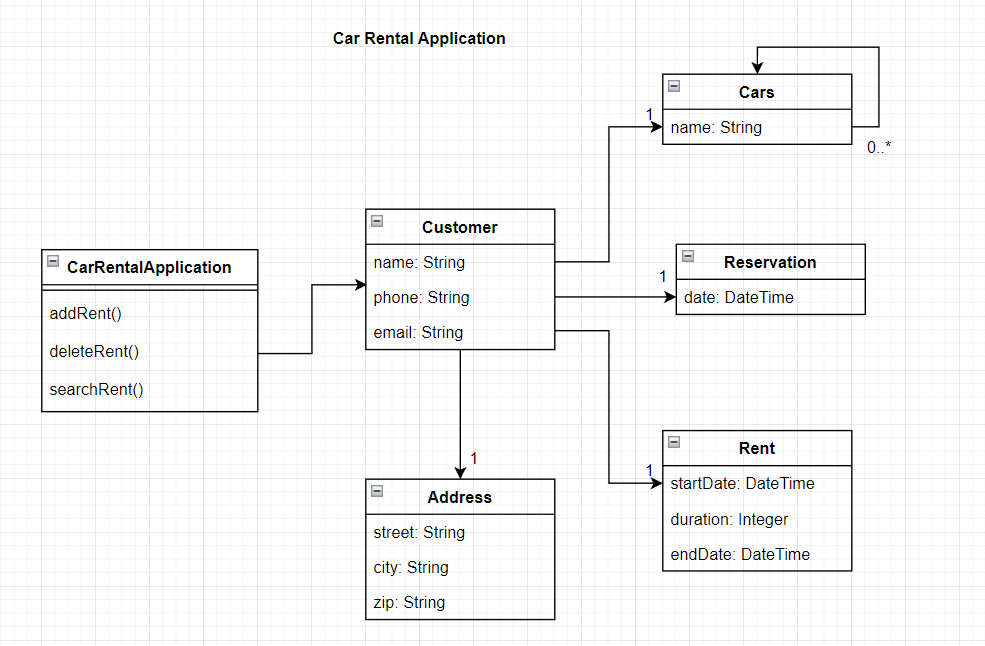 Car Rental Application
Cars
name: String
1
0..*
Customer
name: String
phone: String
email: String
CarRentalApplication
addRent()
deleteRent()
searchRent()
1
Reservation
date: DateTime
1
Rent
startDate: DateTime
duration: Integer
endDate: DateTime
1
Address
street: String
city: String
zip: String